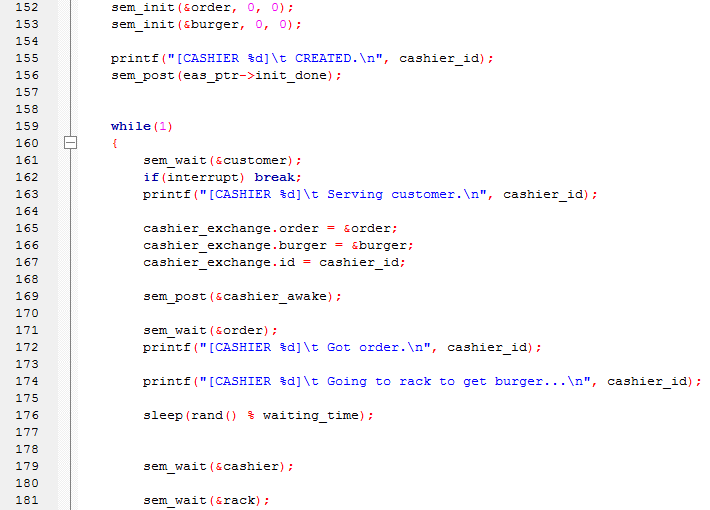 152 sem_init(&order, 0, 0);
153 sem_init(&burger, 0, 0);
154
155 printf("[CASHIER %d]\t CREATED.\n", cashier_id);
156 sem_post(eas_ptr->init_done);
157
158
159 while(1)
160 {
161 sem_wait(&customer);
162 if(interrupt) break;
163 printf("[CASHIER %d]\t Serving customer.\n", cashier_id);
164
165 cashier_exchange.order = &order;
166 cashier_exchange.burger = &burger;
167 cashier_exchange.id = cashier_id;
168
169 sem_post(&cashier_awake);
170
171 sem_wait(&order);
172 printf("[CASHIER %d]\t Got order.\n", cashier_id);
173
174 printf("[CASHIER %d]\t Going to rack to get burger...\n", cashier_id);
175
176 sleep(rand() % waiting_time);
177
178
179 sem_wait(&cashier);
180
181 sem_wait(&rack);